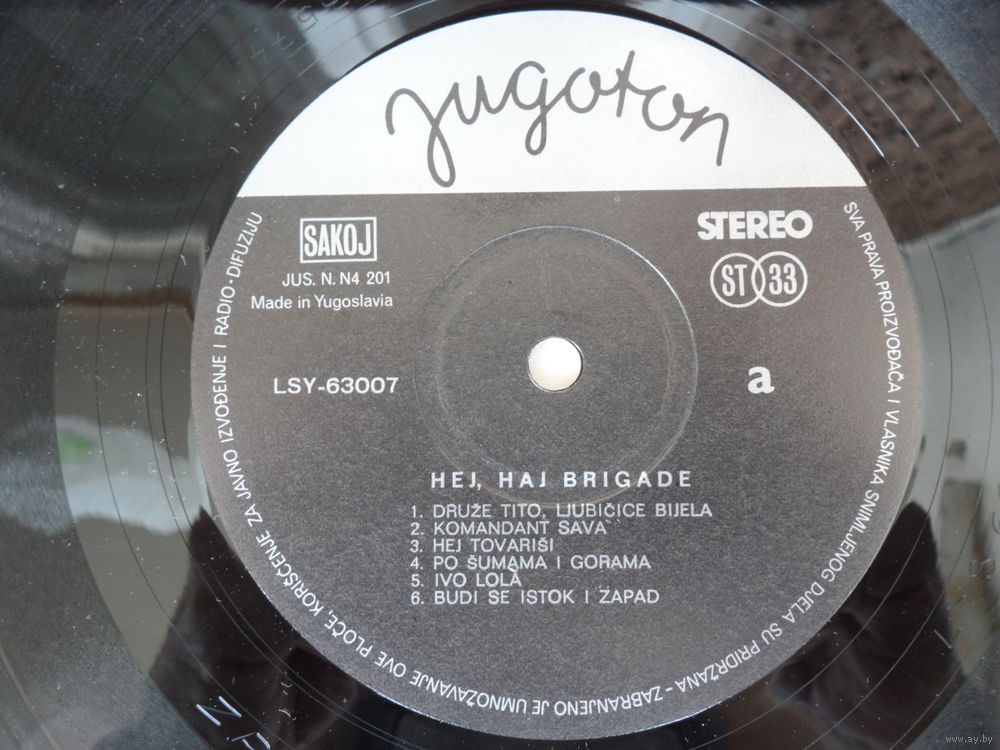 jugoton
SAKOJ
JUS. N. N4 201
Made in Yugoslavia
STEREO
ST 33
LSY-63007
a
HEJ, HAJ BRIGADE
1. DRUŽE TITO, LJUBIČICE BIJELA
2. KOMANDANT SAVA
3. HEJ TOVARIŠI
4. PO ŠUMAMA I GORAMA
5. IVO LOLA
6. BUDI SE ISTOK I ZAPAD
SVA PRAVA PROIZVOĐAČA I VLASNIKA SNIMLJENOG DJELA SU PRIDRŽANA - ZABRANJENO JE UMNOŽAVANJE OVE PLOČE, KORIŠĆENJE ZA JAVNO IZVOĐENJE I RADIO-DIFUZIJU
www.ay.by